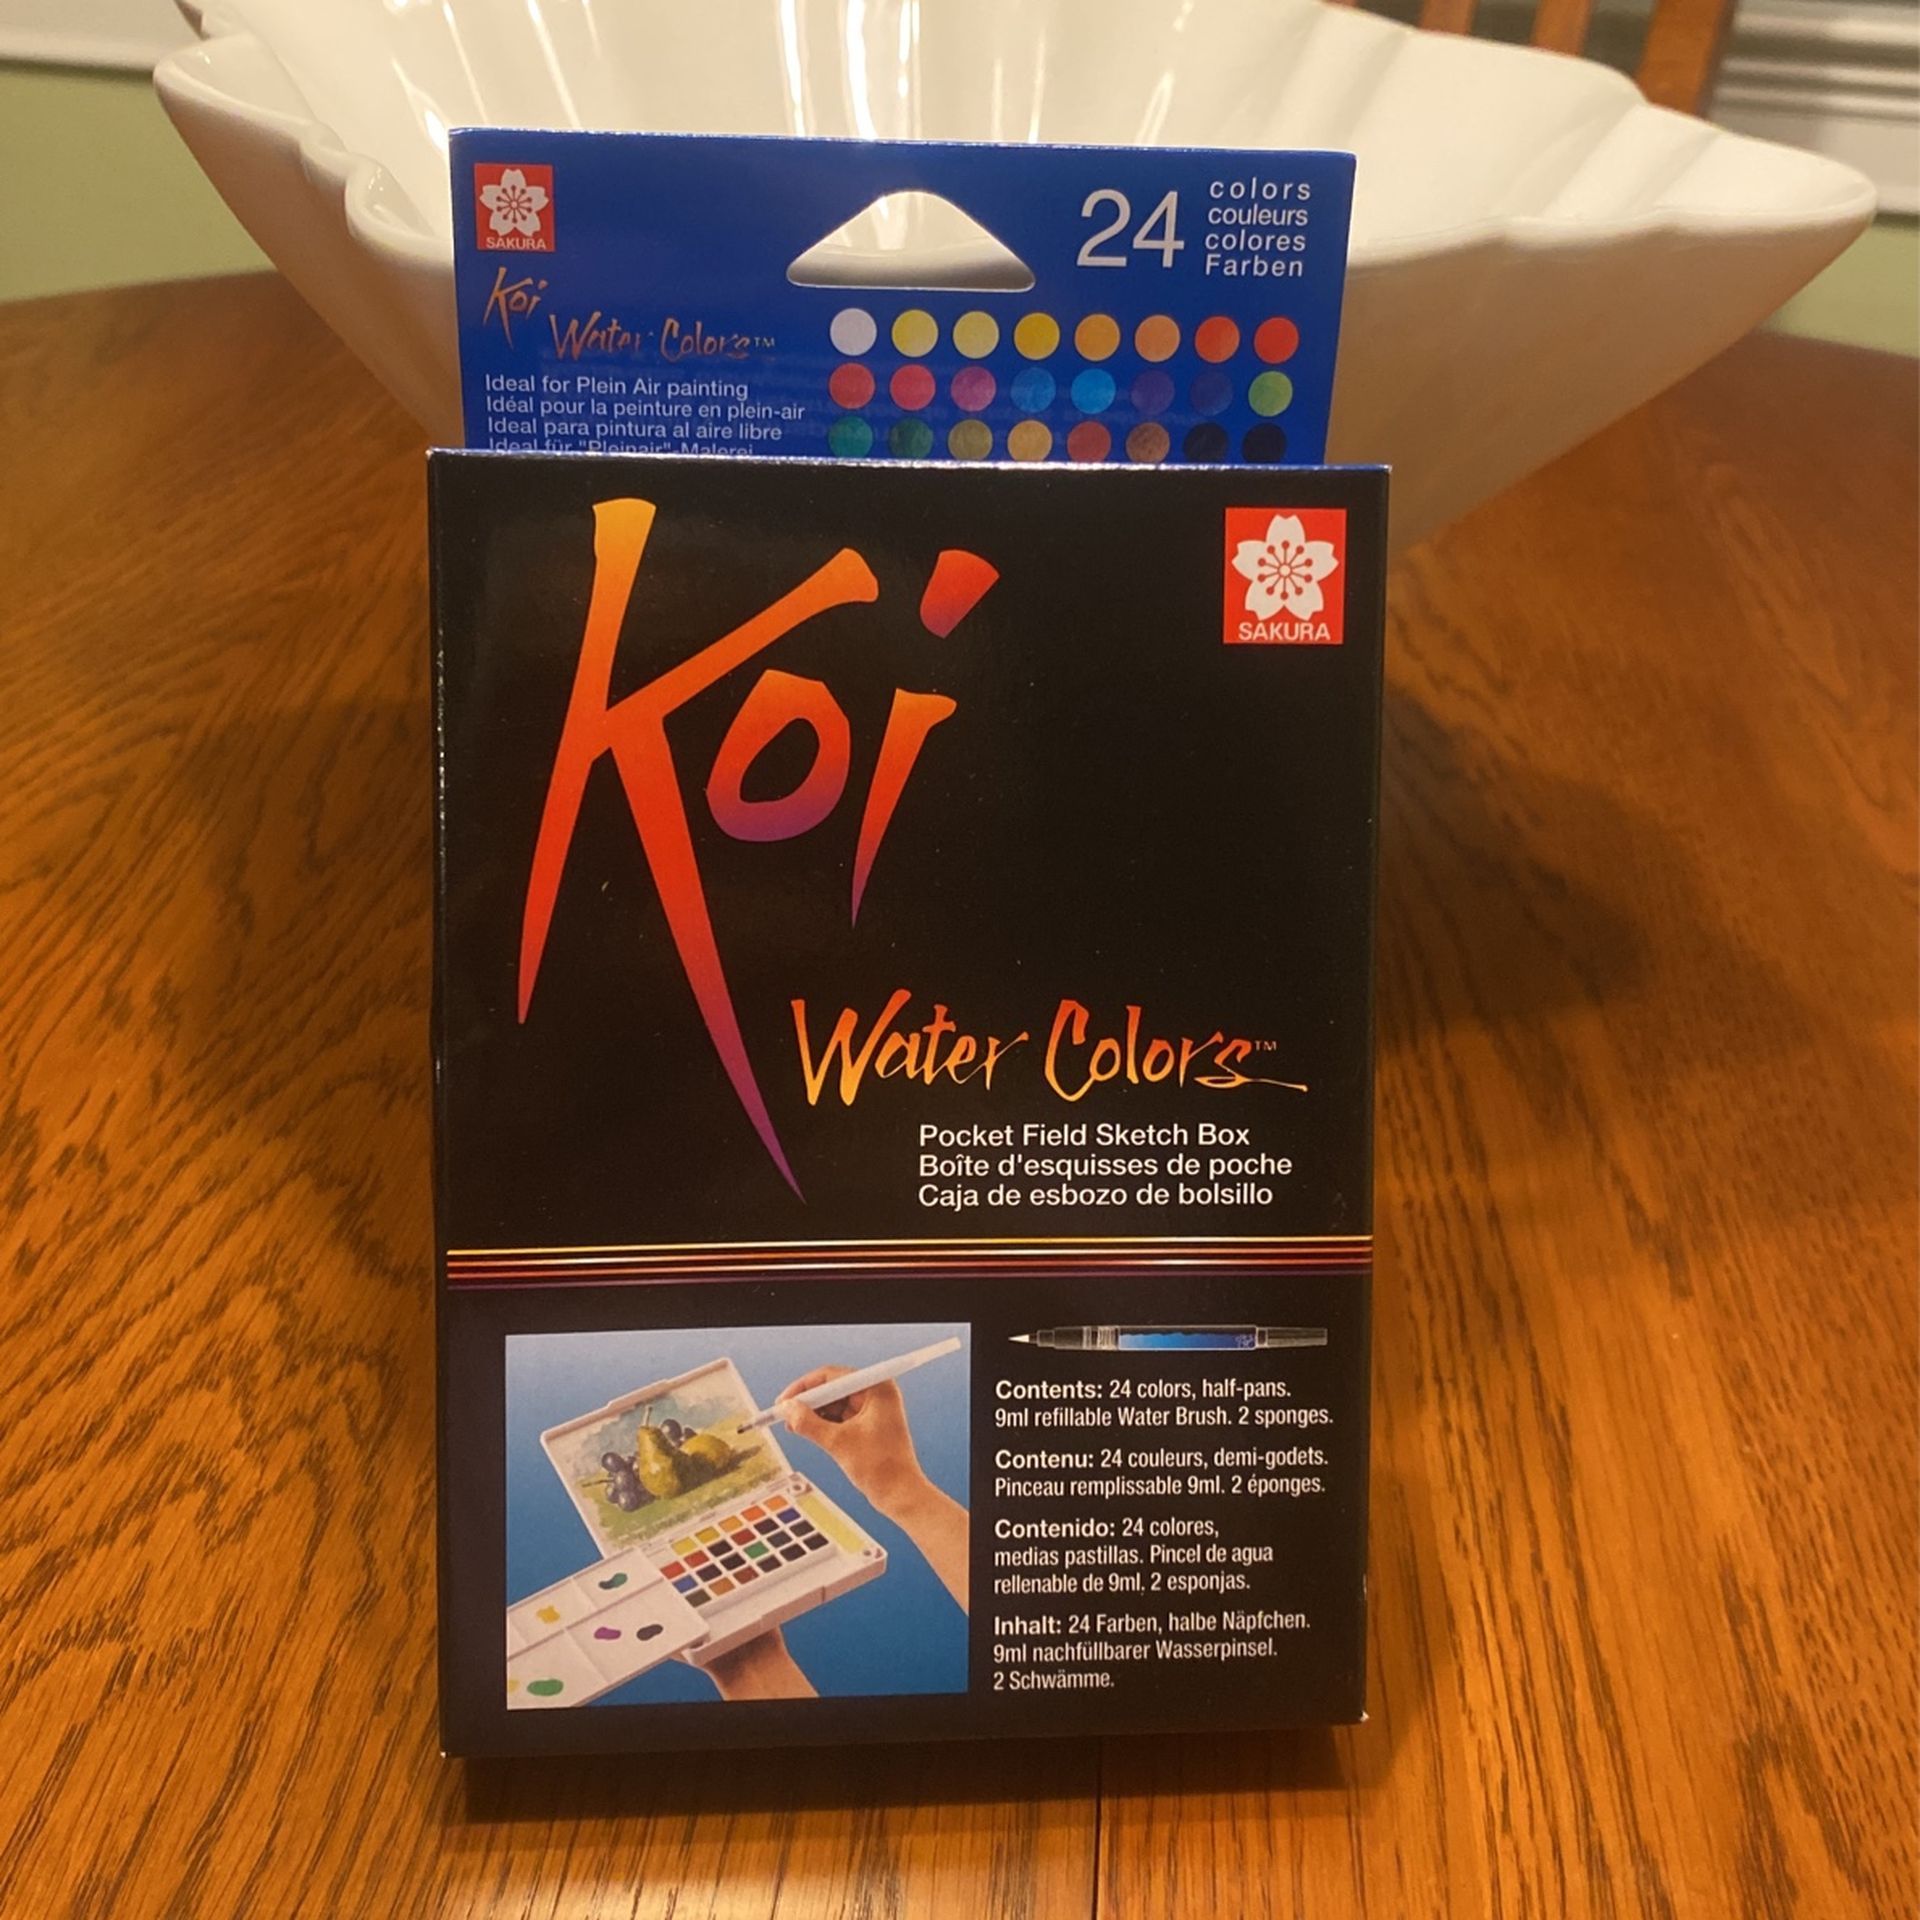 SAKURA
24
colors
couleurs
colores
Farben
Koi
Water Colors™
Ideal for Plein Air painting
Idéal pour la peinture en plein-air
Ideal para pintura al aire libre
Ideal für "Pleinair"-Malerei
Koi
SAKURA
Water Colors™
Pocket Field Sketch Box
Boîte d'esquisses de poche
Caja de esbozo de bolsillo
Contents: 24 colors, half-pans.
9ml refillable Water Brush. 2 sponges.
Contenu: 24 couleurs, demi-godets.
Pinceau remplissable 9ml. 2 éponges.
Contenido: 24 colores,
medias pastillas. Pincel de agua
rellenable de 9ml. 2 esponjas.
Inhalt: 24 Farben, halbe Näpfchen.
9ml nachfüllbarer Wasserpinsel.
2 Schwämme.